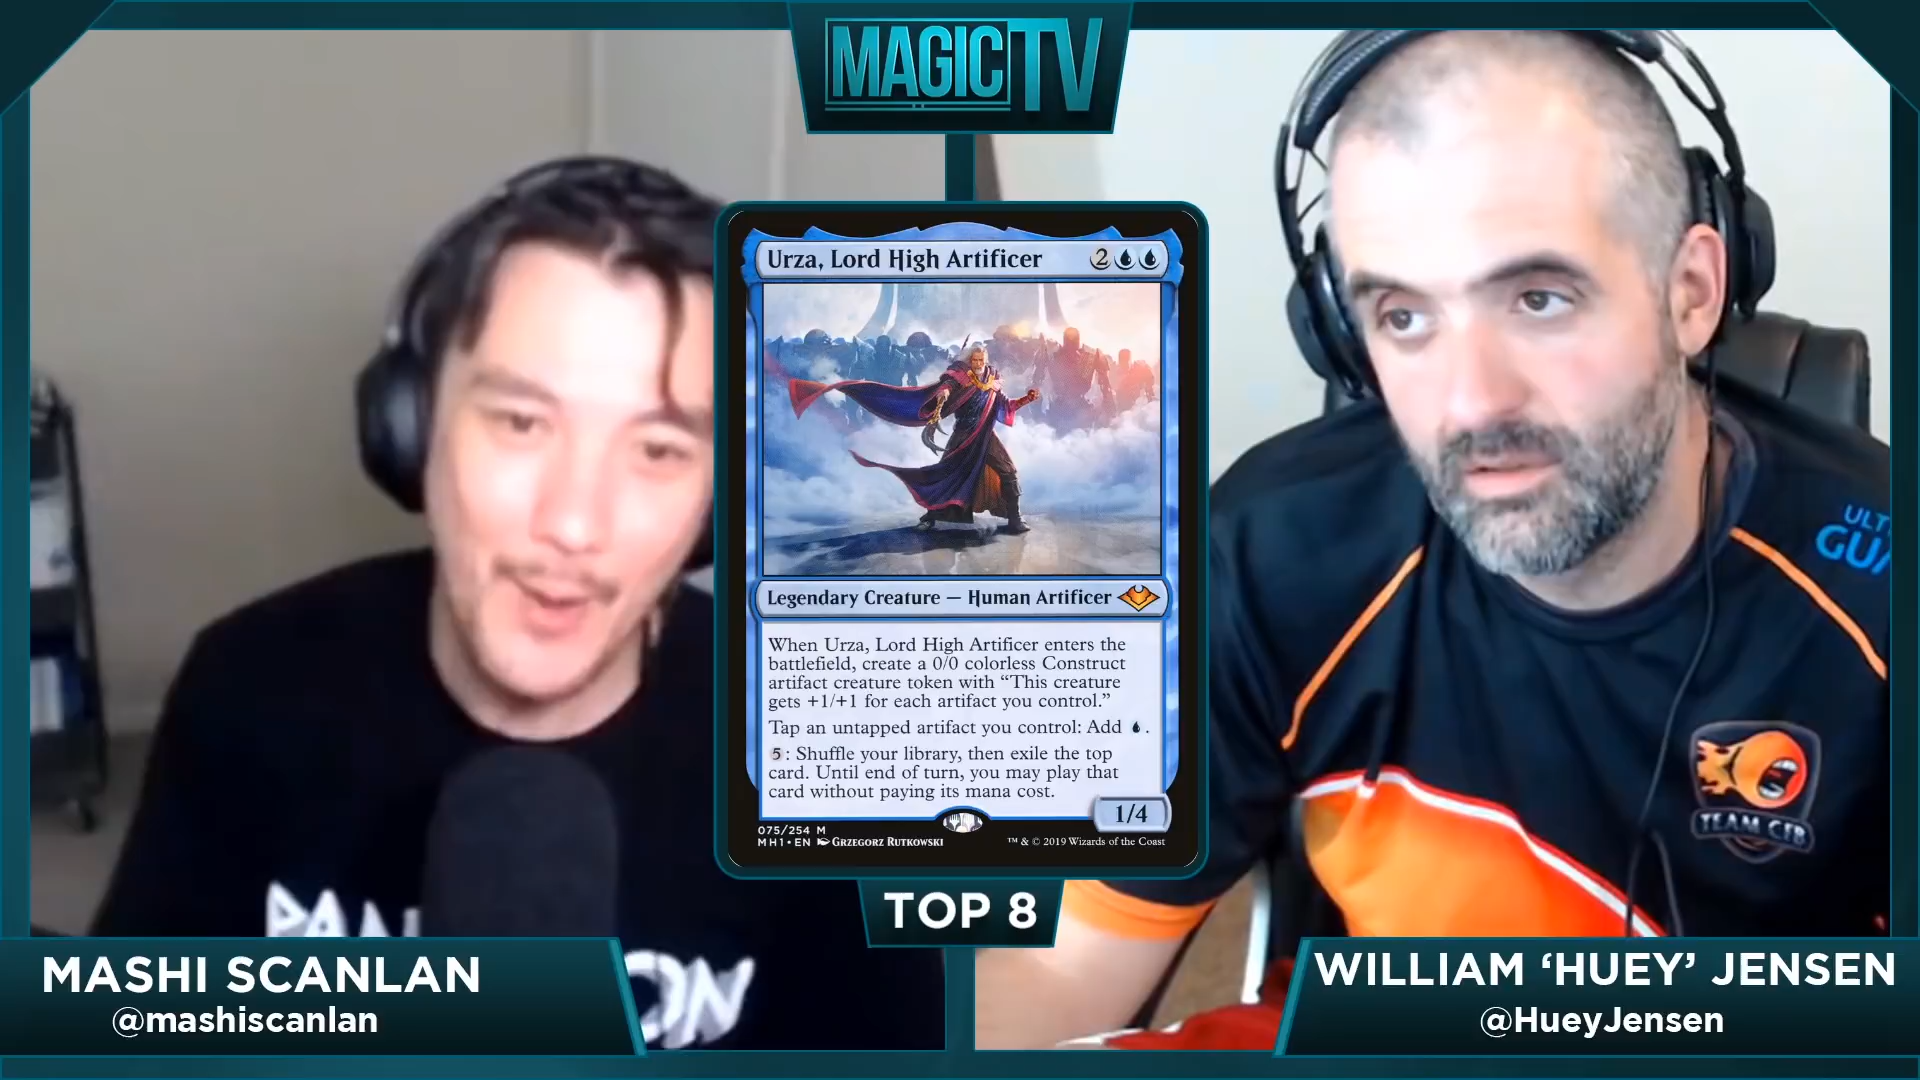 MAGICTV
Urza, Lord High Artificer 2
Legendary Creature — Human Artificer
When Urza, Lord High Artificer enters the
battlefield, create a 0/0 colorless Construct
artifact creature token with “This creature
gets +1/+1 for each artifact you control.”
Tap an untapped artifact you control: Add .
5: Shuffle your library, then exile the top
card. Until end of turn, you may play that
card without paying its mana cost.
1/4
075/254 M
MH1•EN GRZEGORZ RUTKOWSKI
™ & © 2019 Wizards of the Coast
ULT
GUA
TEAM CFB
TOP 8
MASHI SCANLAN
@mashiscanlan
WILLIAM ‘HUEY’ JENSEN
@HueyJensen